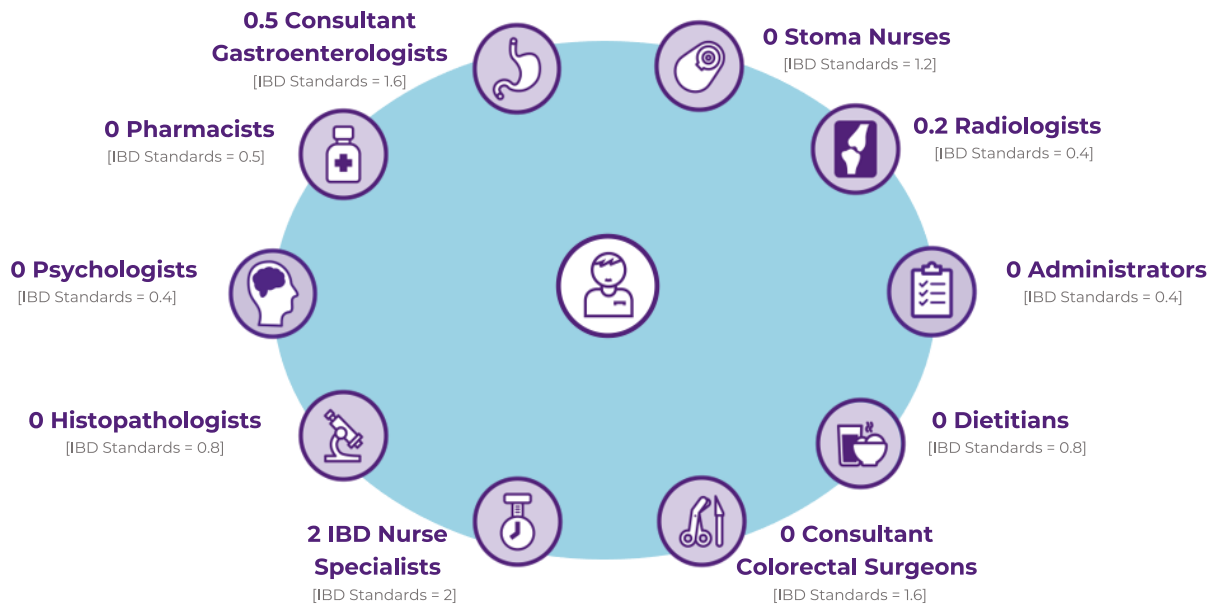 0.5 Consultant
Gastroenterologists
[IBD Standards = 1.6]
0 Stoma Nurses
[IBD Standards = 1.2]
0 Pharmacists
[IBD Standards = 0.5]
0.2 Radiologists
[IBD Standards = 0.4]
0 Psychologists
[IBD Standards = 0.4]
0 Administrators
[IBD Standards = 0.4]
0 Histopathologists
[IBD Standards = 0.8]
0 Dietitians
[IBD Standards = 0.8]
2 IBD Nurse
Specialists
[IBD Standards = 2]
0 Consultant
Colorectal Surgeons
[IBD Standards = 1.6]